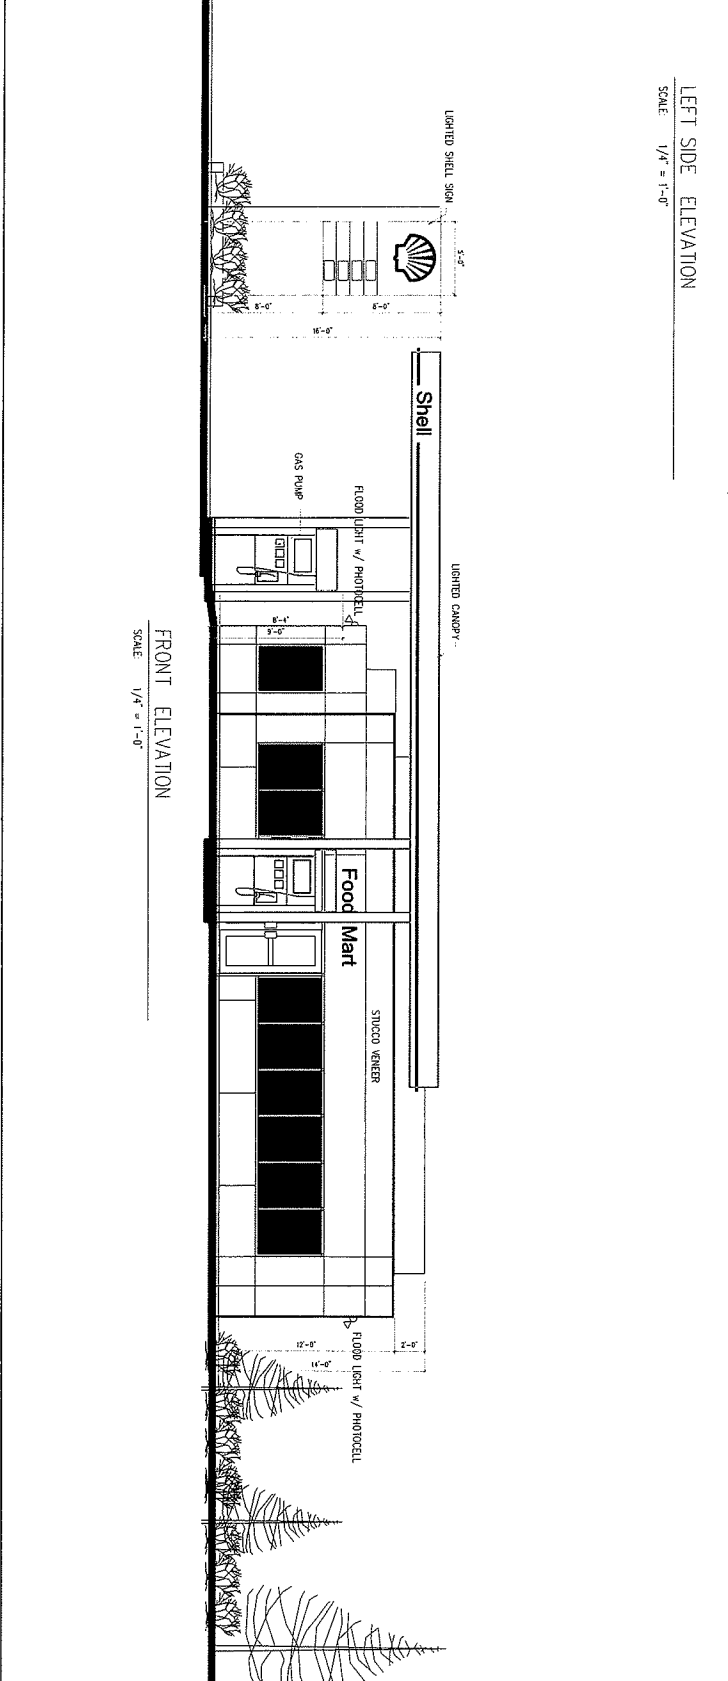 LEFT SIDE ELEVATION
SCALE: 1/4" = 1'-0"
LIGHTED SHELL SIGN
5'-0"
8'-0"
8'-0"
16'-0"
Shell
GAS PUMP
FLOOD LIGHT w/ PHOTOCELL
LIGHTED CANOPY
8'-4"
9'-0"
Food Mart
STUCCO VENEER
12'-0"
2'-0"
14'-0"
FLOOD LIGHT w/ PHOTOCELL
FRONT ELEVATION
SCALE: 1/4" = 1'-0"